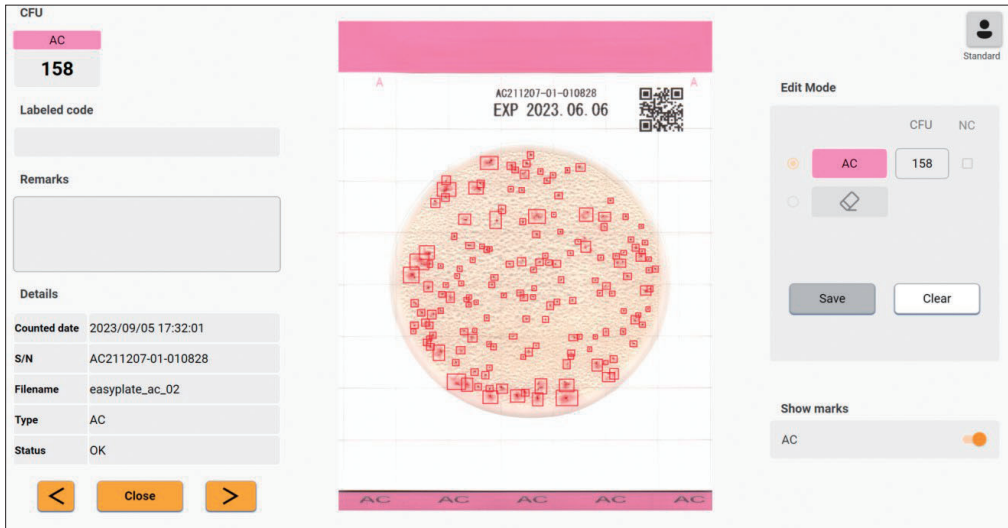 CFU
AC
158
Labeled code
Remarks
Details
Counted date 2023/09/05 17:32:01
S/N AC211207-01-010828
Filename easyplate_ac_02
Type AC
Status OK
< Close >
A A
AC211207-01-010828
EXP 2023.06.06
AC AC AC AC AC
Standard
Edit Mode
CFU NC
AC 158
Save Clear
Show marks
AC